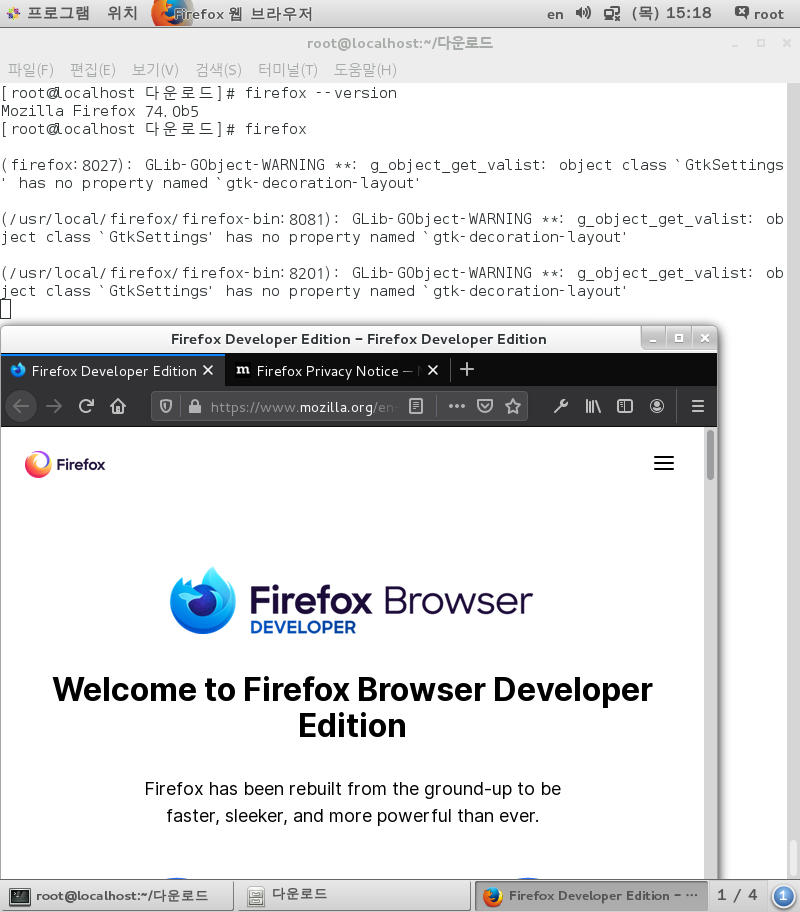 프로그램 위치 Firefox 웹 브라우저 en (목) 15:18 root
root@localhost:~/다운로드
파일(F) 편집(E) 보기(V) 검색(S) 터미널(T) 도움말(H)
[root@localhost 다운로드]# firefox --version
Mozilla Firefox 74.0b5
[root@localhost 다운로드]# firefox
(firefox:8027): GLib-GObject-WARNING **: g_object_get_valist: object class `GtkSettings
' has no property named `gtk-decoration-layout'
(/usr/local/firefox/firefox-bin:8081): GLib-GObject-WARNING **: g_object_get_valist: ob
ject class `GtkSettings' has no property named `gtk-decoration-layout'
(/usr/local/firefox/firefox-bin:8201): GLib-GObject-WARNING **: g_object_get_valist: ob
ject class `GtkSettings' has no property named `gtk-decoration-layout'
Firefox Developer Edition - Firefox Developer Edition
Firefox Developer Edition m Firefox Privacy Notice —
https://www.mozilla.org/en-
Firefox
Firefox Browser
DEVELOPER
Welcome to Firefox Browser Developer
Edition
Firefox has been rebuilt from the ground-up to be
faster, sleeker, and more powerful than ever.
root@localhost:~/다운로드 다운로드 Firefox Developer Edition - ··· 1 / 4 1